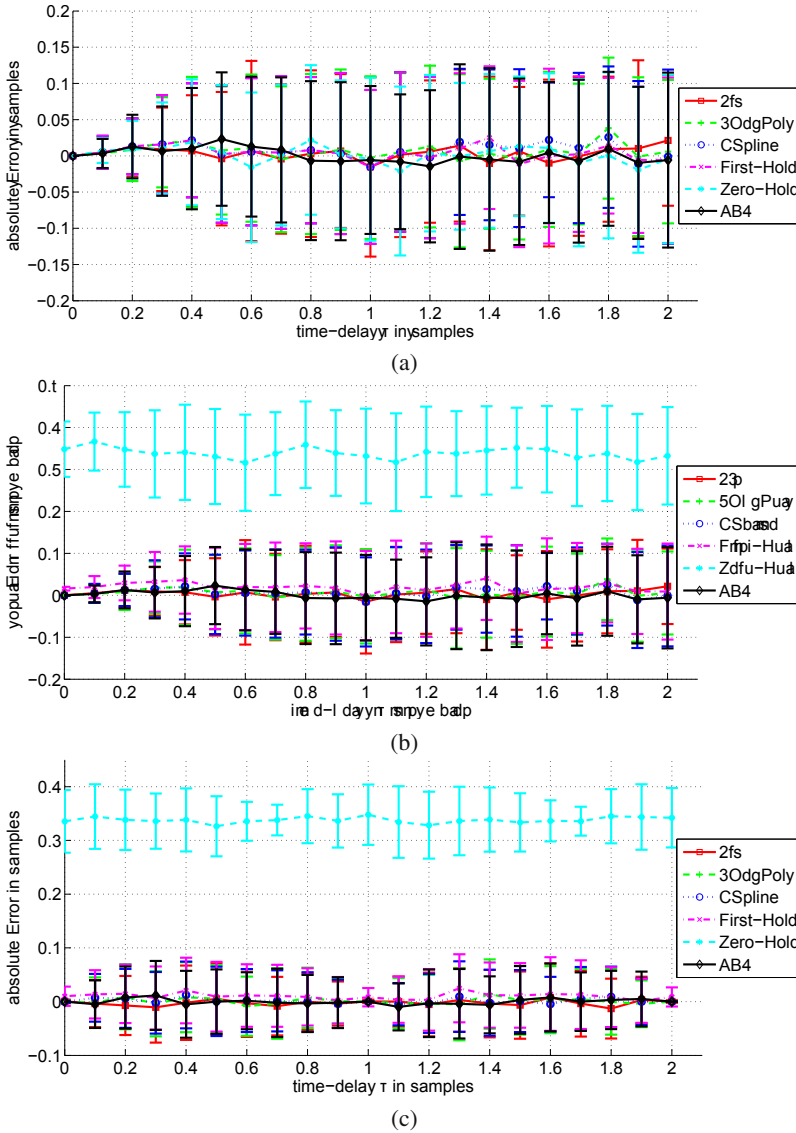 0.2
0.15
0.1
0.05
0
−0.05
−0.1
−0.15
−0.2
absoluteyErroryinysamples
0 0.2 0.4 0.6 0.8 1 1.2 1.4 1.6 1.8 2
time−delayyτ inysamples
2fs
3OdgPoly
CSpline
First−Hold
Zero−Hold
AB4
(a)
0.t
0.4
0.5
0.2
0.1
0
−0.1
−0.2
0 0.2 0.4 0.6 0.8 1 1.2 1.4 1.6 1.8 2
AB4
(b)
0.4
0.3
0.2
0.1
0
−0.1
absolute Error in samples
0 0.2 0.4 0.6 0.8 1 1.2 1.4 1.6 1.8 2
time−delay τ in samples
2fs
3OdgPoly
CSpline
First−Hold
Zero−Hold
AB4
(c)